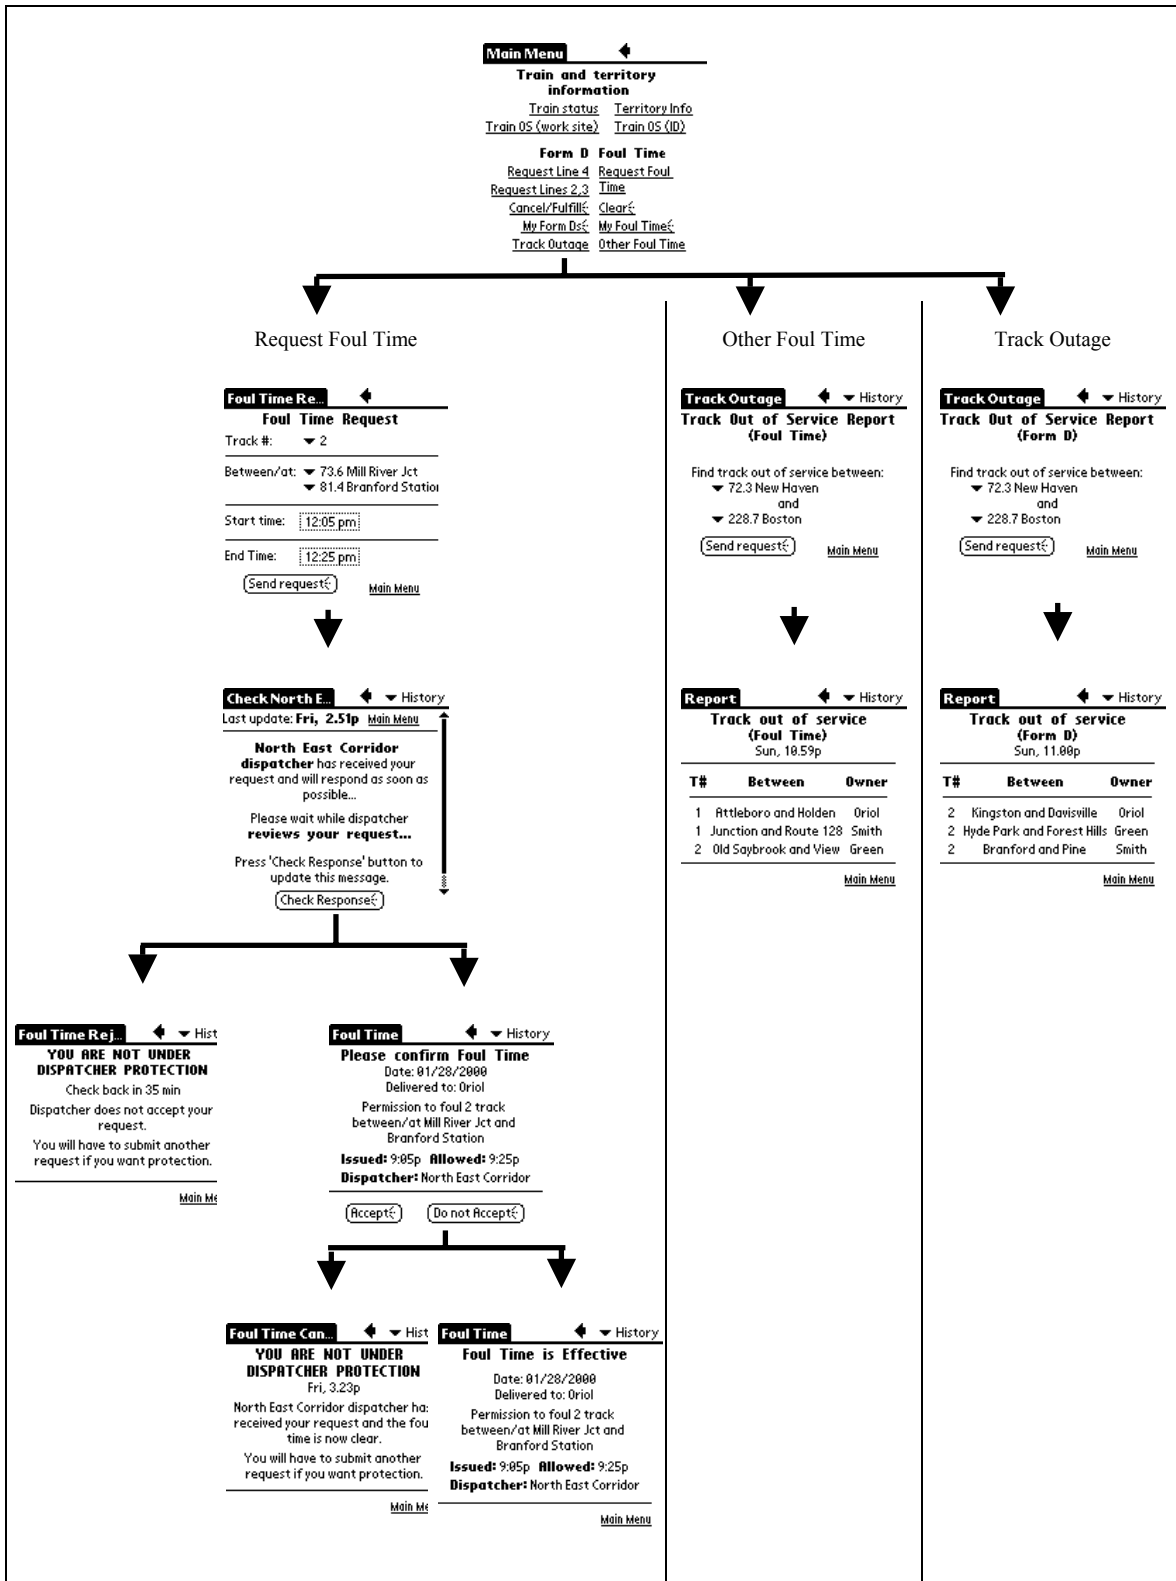 Main Menu
Train and territory
information
Train status Territory Info
Train OS (work site) Train OS (ID)
Form D Foul Time
Request Line 4 Request Foul
Request Lines 2,3 Time
Cancel/Fulfill Clear
My Form Ds My Foul Time
Track Outage Other Foul Time
Request Foul Time
Foul Time Re...
Foul Time Request
Track #: 2
Between/at: 73.6 Mill River Jct
81.4 Branford Station
Start time: 12:05 pm
End Time: 12:25 pm
Send request
Main Menu
Check North E... History
Last update: Fri, 2.51p Main Menu
North East Corridor
dispatcher has received your
request and will respond as soon as
possible...
Please wait while dispatcher
reviews your request...
Press 'Check Response' button to
update this message.
Check Response
Foul Time Rej... Hist
YOU ARE NOT UNDER
DISPATCHER PROTECTION
Check back in 35 min
Dispatcher does not accept your
request.
You will have to submit another
request if you want protection.
Main Me
Foul Time History
Please confirm Foul Time
Date: 01/28/2000
Delivered to: Oriol
Permission to foul 2 track
between/at Mill River Jct and
Branford Station
Issued: 9:05p Allowed: 9:25p
Dispatcher: North East Corridor
Accept Do not Accept
Foul Time Can... Hist
YOU ARE NOT UNDER
DISPATCHER PROTECTION
Fri, 3.23p
North East Corridor dispatcher ha
received your request and the fou
time is now clear.
You will have to submit another
request if you want protection.
Main Me
Foul Time History
Foul Time is Effective
Date: 01/28/2000
Delivered to: Oriol
Permission to foul 2 track
between/at Mill River Jct and
Branford Station
Issued: 9:05p Allowed: 9:25p
Dispatcher: North East Corridor
Main Menu
Other Foul Time
Track Outage History
Track Out of Service Report
(Foul Time)
Find track out of service between:
72.3 New Haven
and
228.7 Boston
Send request
Main Menu
Report History
Track out of service
(Foul Time)
Sun, 10.59p
T# Between Owner
1 Attleboro and Holden Oriol
1 Junction and Route 128 Smith
2 Old Saybrook and View Green
Main Menu
Track Outage
Track Outage History
Track Out of Service Report
(Form D)
Find track out of service between:
72.3 New Haven
and
228.7 Boston
Send request
Main Menu
Report History
Track out of service
(Form D)
Sun, 11.00p
T# Between Owner
2 Kingston and Davisville Oriol
2 Hyde Park and Forest Hills Green
2 Branford and Pine Smith
Main Menu